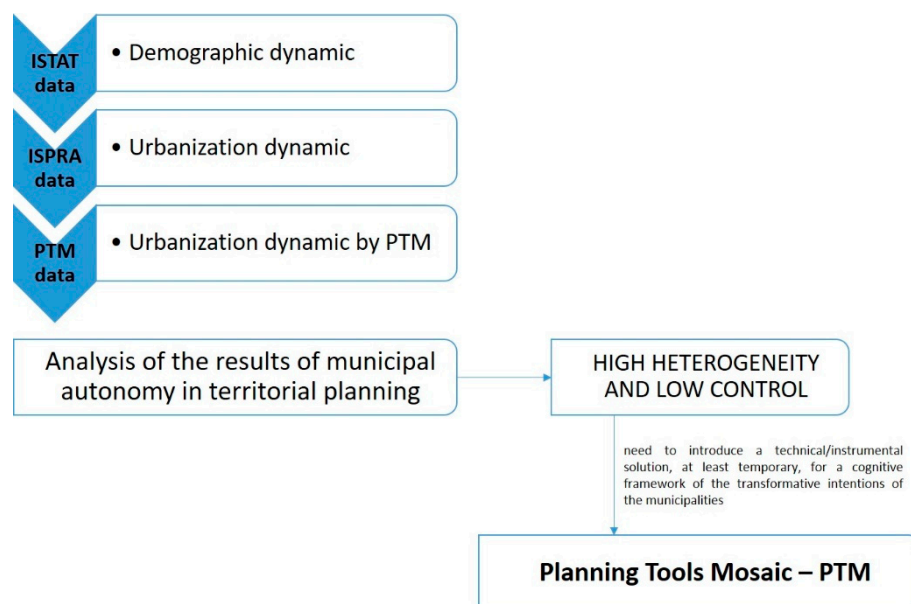 ISTAT
data
• Demographic dynamic
ISPRA
data
• Urbanization dynamic
PTM
data
• Urbanization dynamic by PTM
Analysis of the results of municipal
autonomy in territorial planning
HIGH HETEROGENEITY
AND LOW CONTROL
need to introduce a technical/instrumental
solution, at least temporary, for a cognitive
framework of the transformative intentions of
the municipalities
Planning Tools Mosaic – PTM